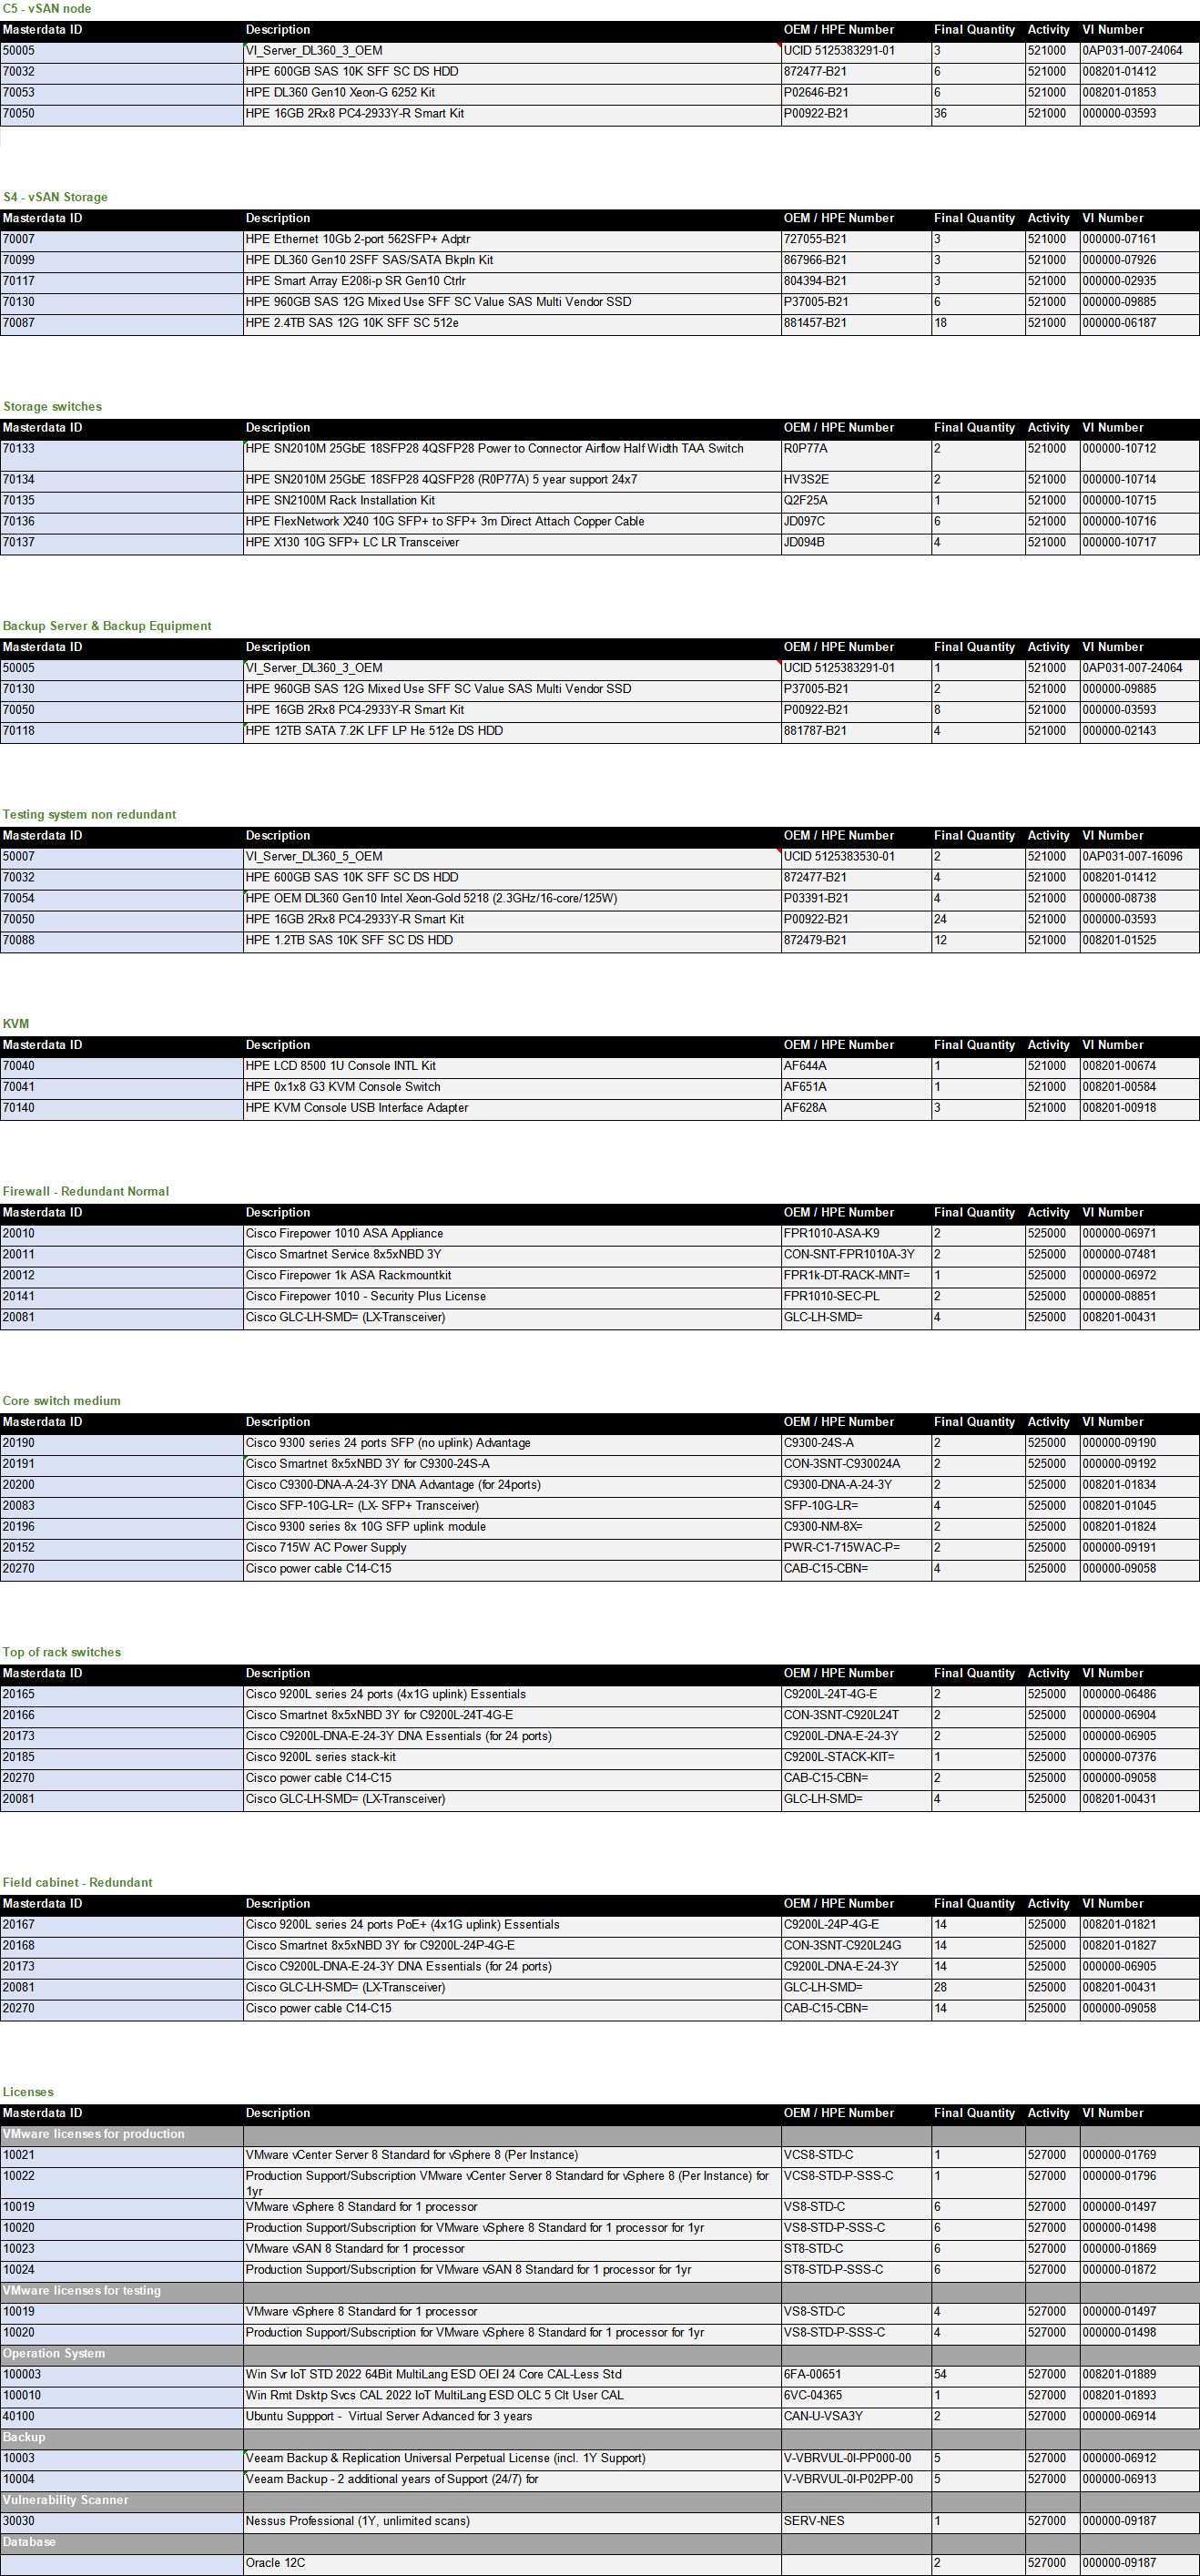 C5 - vSAN node
Masterdata ID Description OEM / HPE Number Final Quantity Activity VI Number
50005 VI_Server_DL360_3_OEM UCID 5125383291-01 3 521000 0AP031-007-24064
70032 HPE 600GB SAS 10K SFF SC DS HDD 872477-B21 6 521000 008201-01412
70053 HPE DL360 Gen10 Xeon-G 6252 Kit P02646-B21 6 521000 008201-01853
70050 HPE 16GB 2Rx8 PC4-2933Y-R Smart Kit P00922-B21 36 521000 000000-03593
S4 - vSAN Storage
Masterdata ID Description OEM / HPE Number Final Quantity Activity VI Number
70007 HPE Ethernet 10Gb 2-port 562SFP+ Adptr 727055-B21 3 521000 000000-07161
70099 HPE DL360 Gen10 2SFF SAS/SATA Bkpln Kit 867966-B21 3 521000 000000-07926
70117 HPE Smart Array E208i-p SR Gen10 Ctrlr 804394-B21 3 521000 000000-02935
70130 HPE 960GB SAS 12G Mixed Use SFF SC Value SAS Multi Vendor SSD P37005-B21 6 521000 000000-09885
70087 HPE 2.4TB SAS 12G 10K SFF SC 512e 881457-B21 18 521000 000000-06187
Storage switches
Masterdata ID Description OEM / HPE Number Final Quantity Activity VI Number
70133 HPE SN2010M 25GbE 18SFP28 4QSFP28 Power to Connector Airflow Half Width TAA Switch R0P77A 2 521000 000000-10712
70134 HPE SN2010M 25GbE 18SFP28 4QSFP28 (R0P77A) 5 year support 24x7 HV3S2E 2 521000 000000-10714
70135 HPE SN2100M Rack Installation Kit Q2F25A 1 521000 000000-10715
70136 HPE FlexNetwork X240 10G SFP+ to SFP+ 3m Direct Attach Copper Cable JD097C 6 521000 000000-10716
70137 HPE X130 10G SFP+ LC LR Transceiver JD094B 4 521000 000000-10717
Backup Server & Backup Equipment
Masterdata ID Description OEM / HPE Number Final Quantity Activity VI Number
50005 VI_Server_DL360_3_OEM UCID 5125383291-01 1 521000 0AP031-007-24064
70130 HPE 960GB SAS 12G Mixed Use SFF SC Value SAS Multi Vendor SSD P37005-B21 2 521000 000000-09885
70050 HPE 16GB 2Rx8 PC4-2933Y-R Smart Kit P00922-B21 8 521000 000000-03593
70118 HPE 12TB SATA 7.2K LFF LP He 512e DS HDD 881787-B21 4 521000 000000-02143
Testing system non redundant
Masterdata ID Description OEM / HPE Number Final Quantity Activity VI Number
50007 VI_Server_DL360_5_OEM UCID 5125383530-01 2 521000 0AP031-007-16096
70032 HPE 600GB SAS 10K SFF SC DS HDD 872477-B21 4 521000 008201-01412
70054 HPE OEM DL360 Gen10 Intel Xeon-Gold 5218 (2.3GHz/16-core/125W) P03391-B21 4 521000 000000-08738
70050 HPE 16GB 2Rx8 PC4-2933Y-R Smart Kit P00922-B21 24 521000 000000-03593
70088 HPE 1.2TB SAS 10K SFF SC DS HDD 872479-B21 12 521000 008201-01525
KVM
Masterdata ID Description OEM / HPE Number Final Quantity Activity VI Number
70040 HPE LCD 8500 1U Console INTL Kit AF644A 1 521000 008201-00674
70041 HPE 0x1x8 G3 KVM Console Switch AF651A 1 521000 008201-00584
70140 HPE KVM Console USB Interface Adapter AF628A 3 521000 008201-00918
Firewall - Redundant Normal
Masterdata ID Description OEM / HPE Number Final Quantity Activity VI Number
20010 Cisco Firepower 1010 ASA Appliance FPR1010-ASA-K9 2 525000 000000-06971
20011 Cisco Smartnet Service 8x5xNBD 3Y CON-SNT-FPR1010A-3Y 2 525000 000000-07481
20012 Cisco Firepower 1k ASA Rackmountkit FPR1k-DT-RACK-MNT= 1 525000 000000-06972
20141 Cisco Firepower 1010 - Security Plus License FPR1010-SEC-PL 2 525000 000000-08851
20081 Cisco GLC-LH-SMD= (LX-Transceiver) GLC-LH-SMD= 4 525000 008201-00431
Core switch medium
Masterdata ID Description OEM / HPE Number Final Quantity Activity VI Number
20190 Cisco 9300 series 24 ports SFP (no uplink) Advantage C9300-24S-A 2 525000 000000-09190
20191 Cisco Smartnet 8x5xNBD 3Y for C9300-24S-A CON-3SNT-C930024A 2 525000 000000-09192
20200 Cisco C9300-DNA-A-24-3Y DNA Advantage (for 24ports) C9300-DNA-A-24-3Y 2 525000 008201-01834
20083 Cisco SFP-10G-LR= (LX- SFP+ Transceiver) SFP-10G-LR= 4 525000 008201-01045
20196 Cisco 9300 series 8x 10G SFP uplink module C9300-NM-8X= 2 525000 008201-01824
20152 Cisco 715W AC Power Supply PWR-C1-715WAC-P= 2 525000 000000-09191
20270 Cisco power cable C14-C15 CAB-C15-CBN= 4 525000 000000-09058
Top of rack switches
Masterdata ID Description OEM / HPE Number Final Quantity Activity VI Number
20165 Cisco 9200L series 24 ports (4x1G uplink) Essentials C9200L-24T-4G-E 2 525000 000000-06486
20166 Cisco Smartnet 8x5xNBD 3Y for C9200L-24T-4G-E CON-3SNT-C920L24T 2 525000 000000-06904
20173 Cisco C9200L-DNA-E-24-3Y DNA Essentials (for 24 ports) C9200L-DNA-E-24-3Y 2 525000 000000-06905
20185 Cisco 9200L series stack-kit C9200L-STACK-KIT= 1 525000 000000-07376
20270 Cisco power cable C14-C15 CAB-C15-CBN= 2 525000 000000-09058
20081 Cisco GLC-LH-SMD= (LX-Transceiver) GLC-LH-SMD= 4 525000 008201-00431
Field cabinet - Redundant
Masterdata ID Description OEM / HPE Number Final Quantity Activity VI Number
20167 Cisco 9200L series 24 ports PoE+ (4x1G uplink) Essentials C9200L-24P-4G-E 14 525000 008201-01821
20168 Cisco Smartnet 8x5xNBD 3Y for C9200L-24P-4G-E CON-3SNT-C920L24G 14 525000 008201-01827
20173 Cisco C9200L-DNA-E-24-3Y DNA Essentials (for 24 ports) C9200L-DNA-E-24-3Y 14 525000 000000-06905
20081 Cisco GLC-LH-SMD= (LX-Transceiver) GLC-LH-SMD= 28 525000 008201-00431
20270 Cisco power cable C14-C15 CAB-C15-CBN= 14 525000 000000-09058
Licenses
Masterdata ID Description OEM / HPE Number Final Quantity Activity VI Number
VMware licenses for production
10021 VMware vCenter Server 8 Standard for vSphere 8 (Per Instance) VCS8-STD-C 1 527000 000000-01769
10022 Production Support/Subscription VMware vCenter Server 8 Standard for vSphere 8 (Per Instance) for VCS8-STD-P-SSS-C 1 527000 000000-01796
1yr
10019 VMware vSphere 8 Standard for 1 processor VS8-STD-C 6 527000 000000-01497
10020 Production Support/Subscription for VMware vSphere 8 Standard for 1 processor for 1yr VS8-STD-P-SSS-C 6 527000 000000-01498
10023 VMware vSAN 8 Standard for 1 processor ST8-STD-C 6 527000 000000-01869
10024 Production Support/Subscription for VMware vSAN 8 Standard for 1 processor for 1yr ST8-STD-P-SSS-C 6 527000 000000-01872
VMware licenses for testing
10019 VMware vSphere 8 Standard for 1 processor VS8-STD-C 4 527000 000000-01497
10020 Production Support/Subscription for VMware vSphere 8 Standard for 1 processor for 1yr VS8-STD-P-SSS-C 4 527000 000000-01498
Operation System
100003 Win Svr IoT STD 2022 64Bit MultiLang ESD OEI 24 Core CAL-Less Std 6FA-00651 54 527000 008201-01889
100010 Win Rmt Dsktp Svcs CAL 2022 IoT MultiLang ESD OLC 5 Clt User CAL 6VC-04365 1 527000 008201-01893
40100 Ubuntu Suppport - Virtual Server Advanced for 3 years CAN-U-VSA3Y 2 527000 000000-06914
Backup
10003 Veeam Backup & Replication Universal Perpetual License (incl. 1Y Support) V-VBRVUL-0I-PP000-00 5 527000 000000-06912
10004 Veeam Backup - 2 additional years of Support (24/7) for V-VBRVUL-0I-P02PP-00 5 527000 000000-06913
Vulnerability Scanner
30030 Nessus Professional (1Y, unlimited scans) SERV-NES 1 527000 000000-09187
Database
Oracle 12C 2 527000 000000-09187